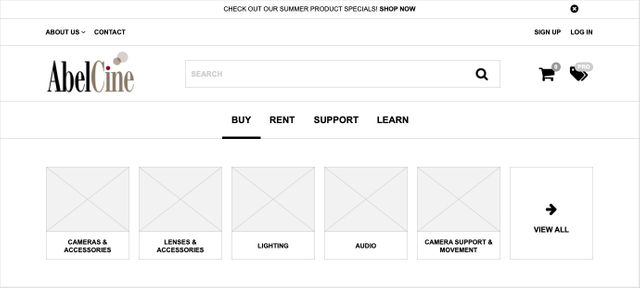 CHECK OUT OUR SUMMER PRODUCT SPECIALS! SHOP NOW
ABOUT US CONTACT SIGN UP LOG IN
AbelCine
SEARCH
0
PRO
BUY RENT SUPPORT LEARN
CAMERAS &
ACCESSORIES
LENSES &
ACCESSORIES
LIGHTING
AUDIO
CAMERA SUPPORT &
MOVEMENT
VIEW ALL